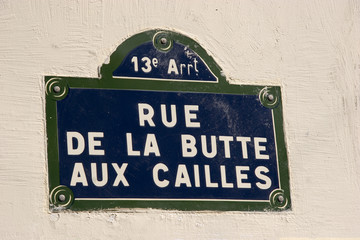 13e Arrt
RUE
DE LA BUTTE
AUX CAILLES